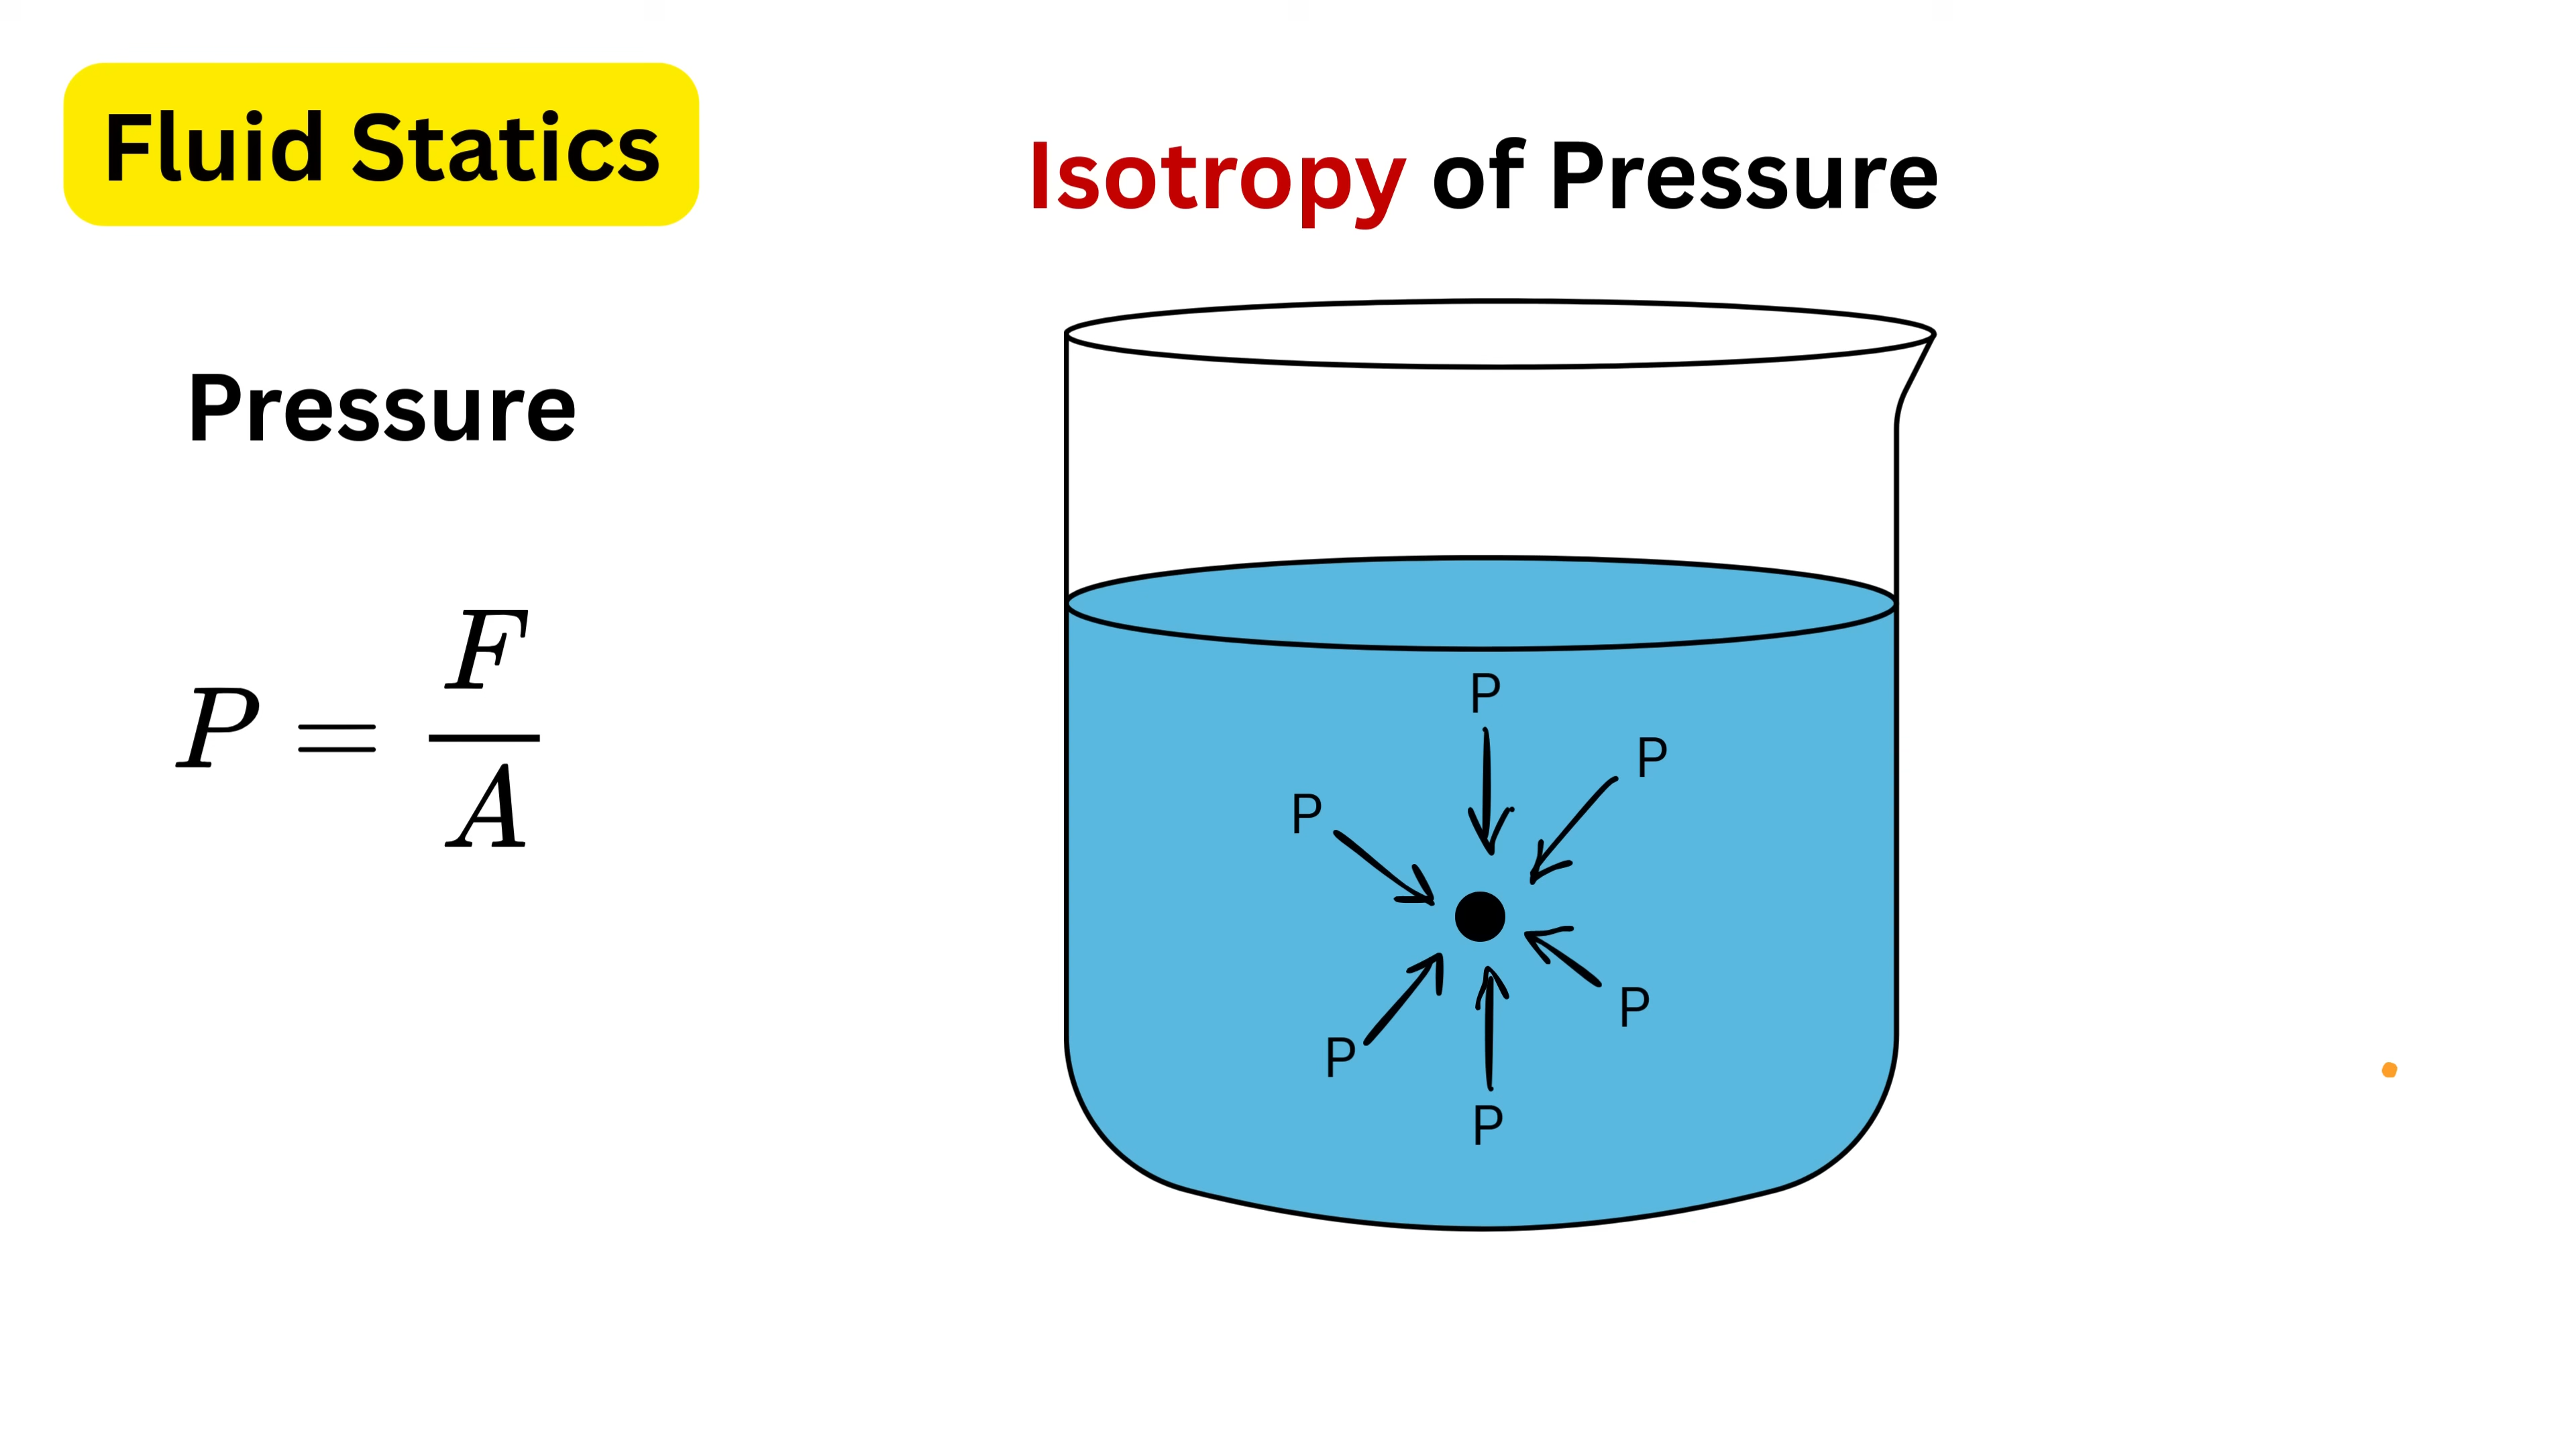 Fluid Statics
Isotropy of Pressure
Pressure
P = F/A
P
P
P
P
P
P